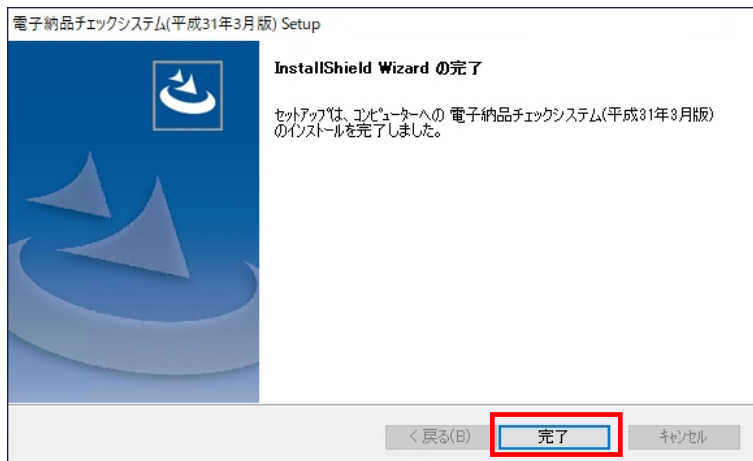 電子納品チェックシステム(平成31年3月版) Setup
InstallShield Wizard の完了
セットアップは、コンピューターへの 電子納品チェックシステム(平成31年3月版)
のインストールを完了しました。
< 戻る(B) 完了 キャンセル